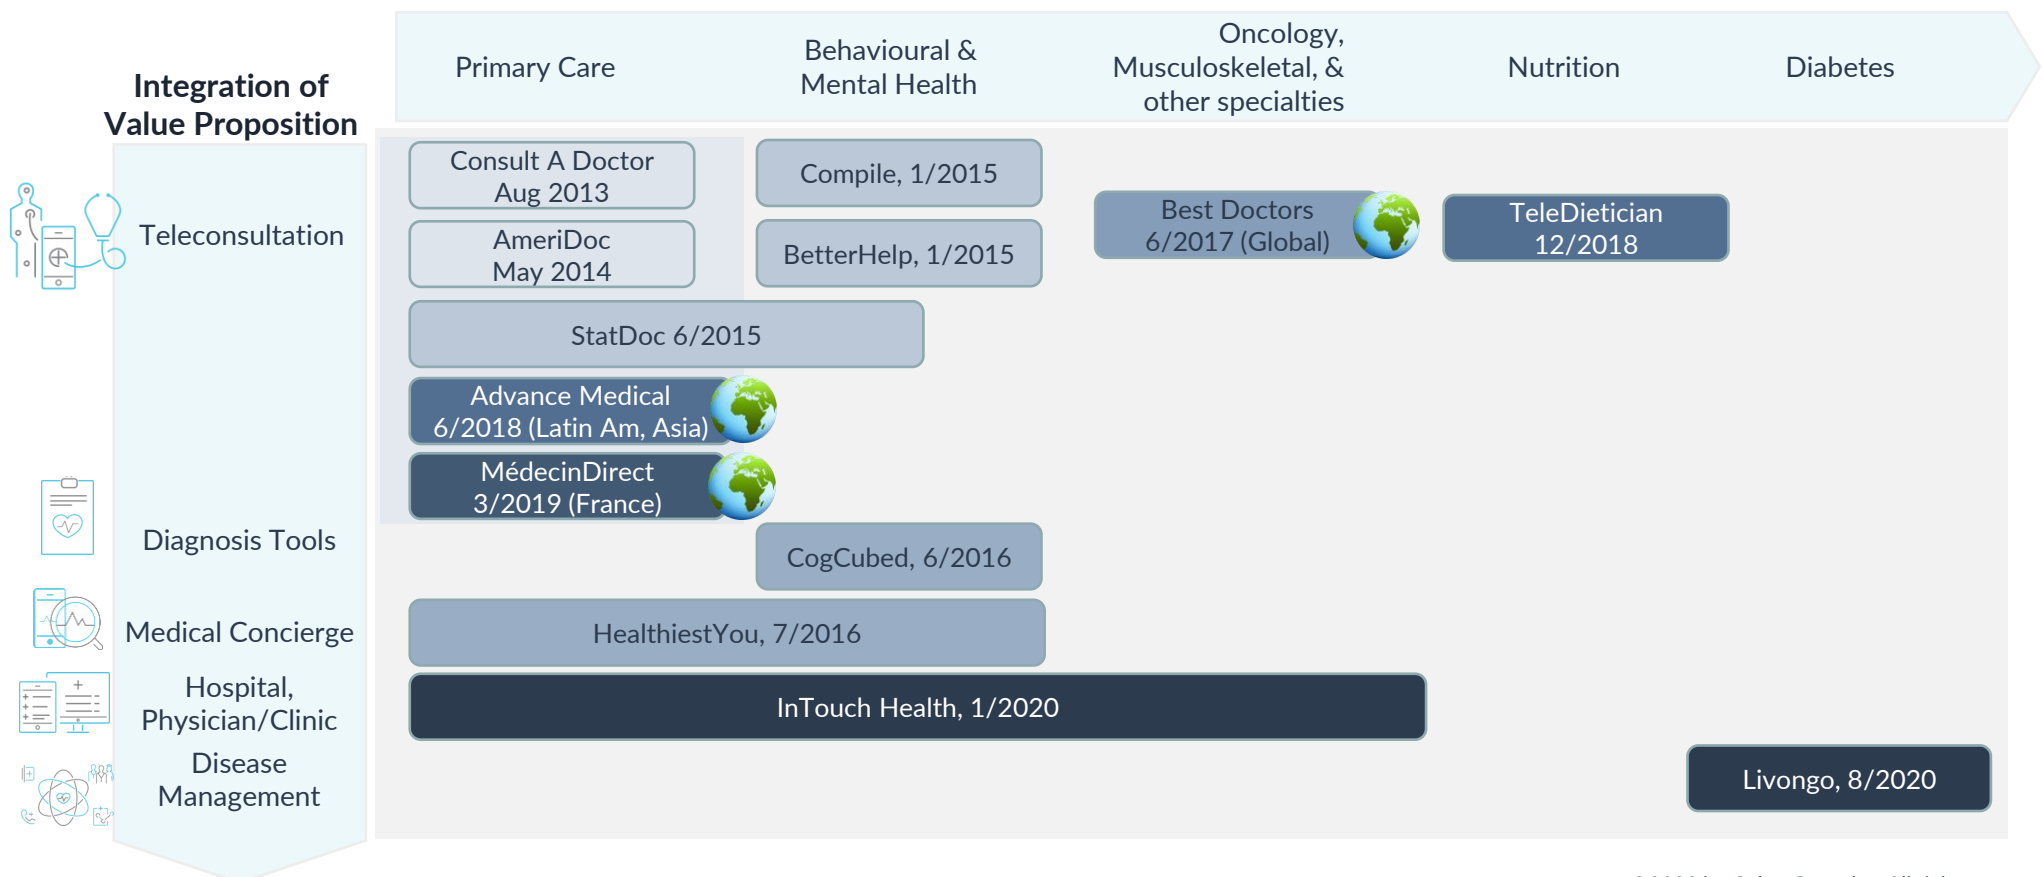 Integration of
Value Proposition
Primary Care
Behavioural &
Mental Health
Oncology,
Musculoskeletal, &
other specialties
Nutrition
Diabetes
Teleconsultation
Consult A Doctor
Aug 2013
Compile, 1/2015
AmeriDoc
May 2014
BetterHelp, 1/2015
Best Doctors
6/2017 (Global)
TeleDietician
12/2018
StatDoc 6/2015
Advance Medical
6/2018 (Latin Am, Asia)
MédecinDirect
3/2019 (France)
Diagnosis Tools
CogCubed, 6/2016
Medical Concierge
HealthiestYou, 7/2016
Hospital,
Physician/Clinic
InTouch Health, 1/2020
Disease
Management
Livongo, 8/2020